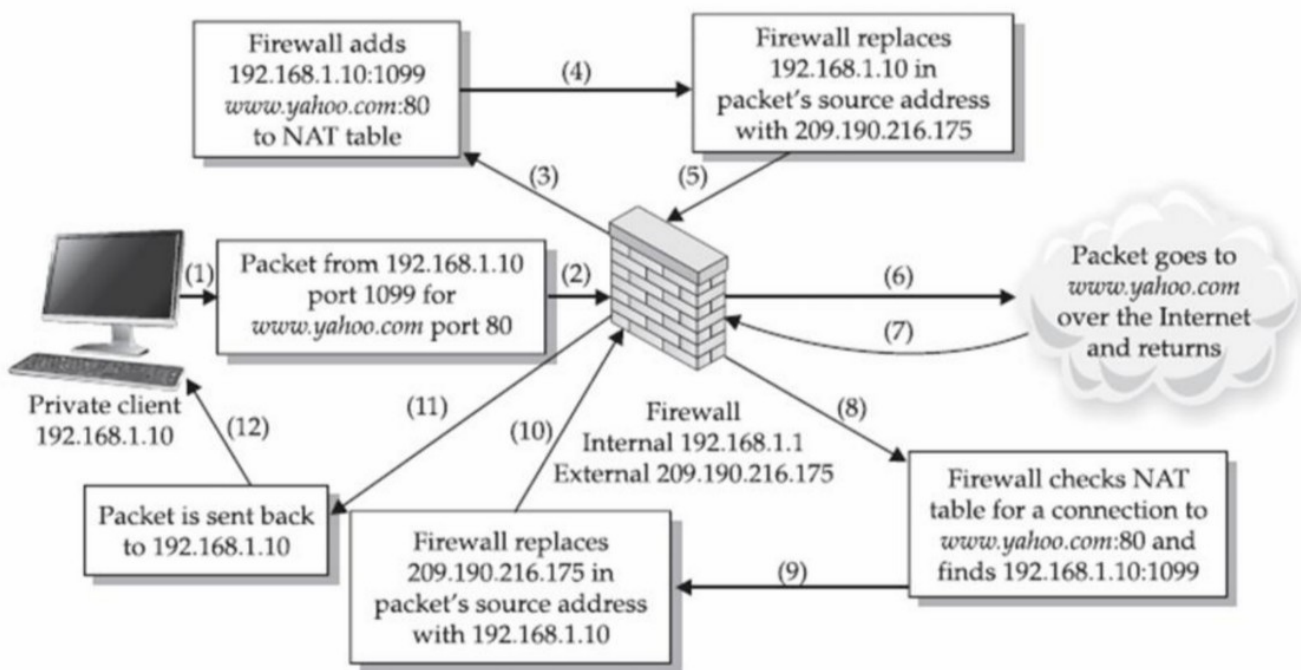 Firewall adds
192.168.1.10:1099
www.yahoo.com:80
to NAT table
(4)
Firewall replaces
192.168.1.10 in
packet's source address
with 209.190.216.175
(3)
(5)
(1)
Packet from 192.168.1.10
port 1099 for
www.yahoo.com port 80
(2)
(6)
(7)
Packet goes to
www.yahoo.com
over the Internet
and returns
Private client
192.168.1.10
(12)
(11)
(10)
Firewall
Internal 192.168.1.1
External 209.190.216.175
(8)
Packet is sent back
to 192.168.1.10
Firewall replaces
209.190.216.175 in
packet's source address
with 192.168.1.10
(9)
Firewall checks NAT
table for a connection to
www.yahoo.com:80 and
finds 192.168.1.10:1099